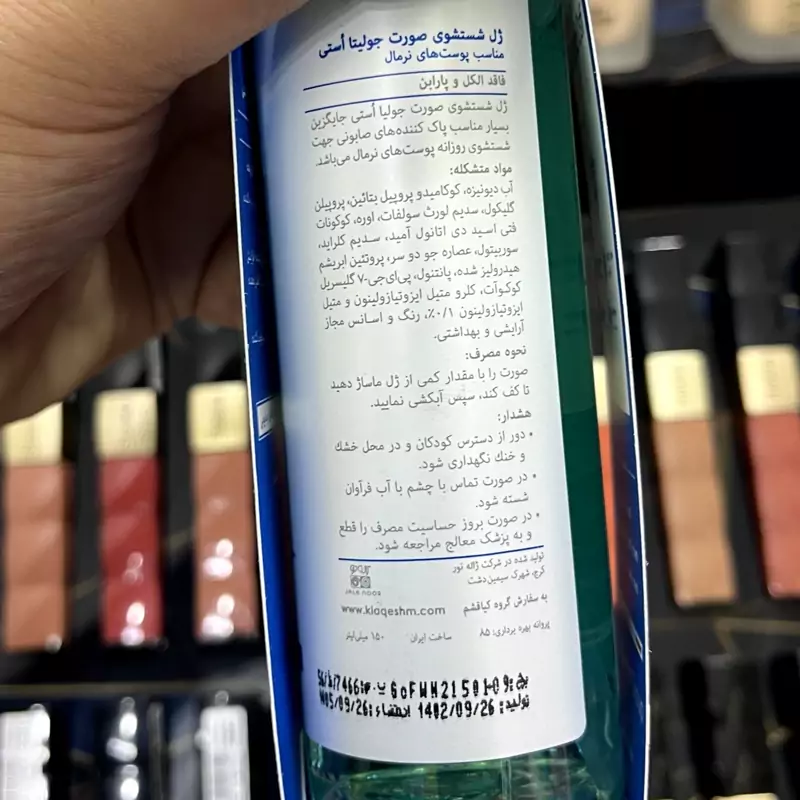 ژل شستشوی صورت جولیتا اُستی
مناسب پوست‌های نرمال
فاقد الکل و پارابن
ژل شستشوی صورت جولیا اُستی جایگزین
بسیار مناسب پاک کننده‌های صابونی جهت
شستشوی روزانه پوست‌های نرمال می‌باشد.
مواد متشکله:
آب دیونیزه، کوکامیدو پروپیل بتائین، پروپیلن
گلیکول، سدیم لورث سولفات، اوره، کوکونات
فتی اسید دی اتانول آمید، سدیم کلراید،
سوربیتول، عصاره جو دو سر، پروتئین ابریشم
هیدرولیز شده، پانتنول، پی‌ای‌جی-۷ گلیسریل
کوکوآت، کلرو متیل ایزوتیازولینون و متیل
ایزوتیازولینون ۰/۱٪، رنگ و اسانس مجاز
آرایشی و بهداشتی.
نحوه مصرف:
صورت را با مقدار کمی از ژل ماساژ دهید
تا کف کند، سپس آبکشی نمایید.
هشدار:
• دور از دسترس کودکان و در محل خشک
و خنک نگهداری شود.
• در صورت تماس با چشم با آب فرآوان
شسته شود.
• در صورت بروز حساسیت مصرف را قطع
و به پزشک معالج مراجعه شود.
تولید شده در شرکت ژاله نور
کرج، شهرک سیمین‌دشت
JALE NOOR
به سفارش گروه کیاقشم
www.kiaqeshm.com
پروانه بهره برداری: ۸۵
ساخت ایران
۱۵۰ میلی‌لیتر
تولید: 1402/09/26 انقضاء: